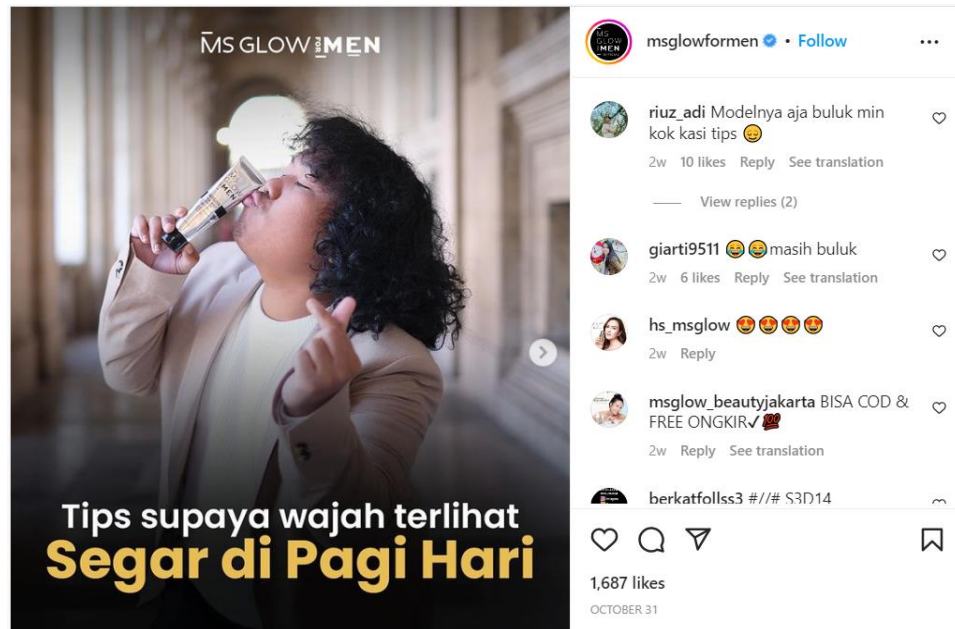 MS GLOW FOR MEN
Tips supaya wajah terlihat
Segar di Pagi Hari
msglowformen • Follow
riuz_adi Modelnya aja buluk min
kok kasi tips 😔
2w 10 likes Reply See translation
View replies (2)
giarti9511 😂😂masih buluk
2w 6 likes Reply See translation
hs_msglow 😍😍😍😍
2w Reply
msglow_beautyjakarta BISA COD &
FREE ONGKIR✓💯
2w Reply See translation
berkatfollss3 #//# S3D14
1,687 likes
OCTOBER 31